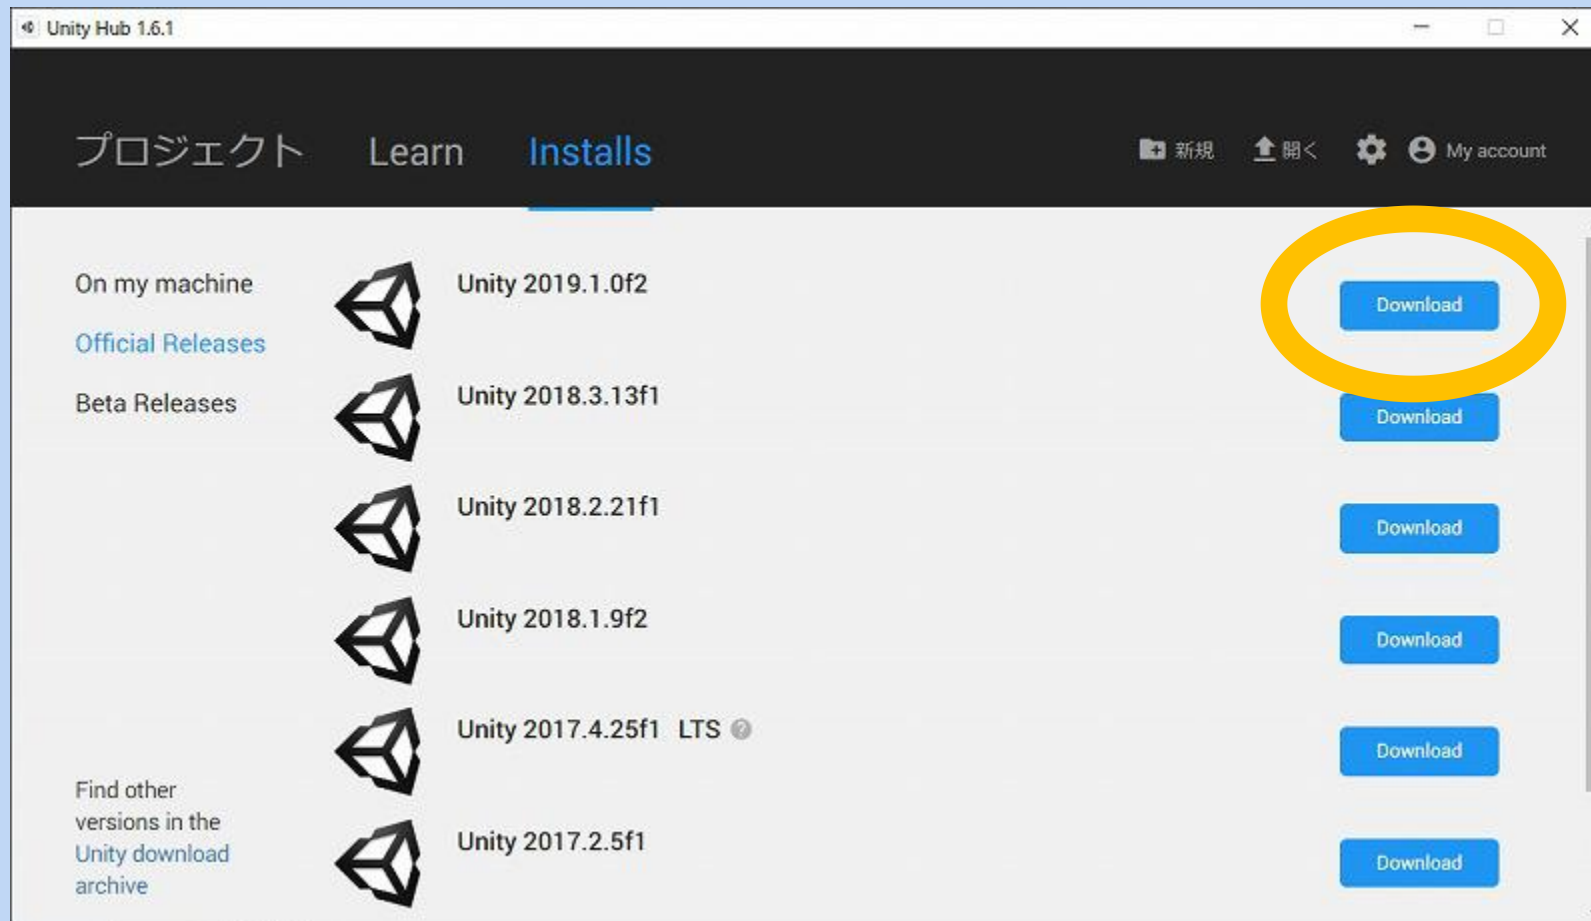 Unity Hub 1.6.1
プロジェクト Learn Installs 新規 開く My account
On my machine
Official Releases
Beta Releases
Find other
versions in the
Unity download
archive
Unity 2019.1.0f2 Download
Unity 2018.3.13f1 Download
Unity 2018.2.21f1 Download
Unity 2018.1.9f2 Download
Unity 2017.4.25f1 LTS ? Download
Unity 2017.2.5f1 Download